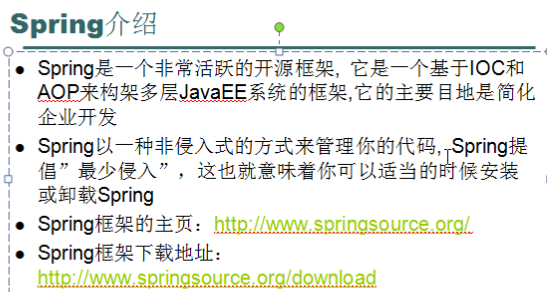 Spring介绍
Spring是一个非常活跃的开源框架, 它是一个基于IOC和
AOP来构架多层JavaEE系统的框架,它的主要目地是简化
企业开发
Spring以一种非侵入式的方式来管理你的代码, Spring提
倡”最少侵入”，这也就意味着你可以适当的时候安装
或卸载Spring
Spring框架的主页：http://www.springsource.org/
Spring框架下载地址：
http://www.springsource.org/download